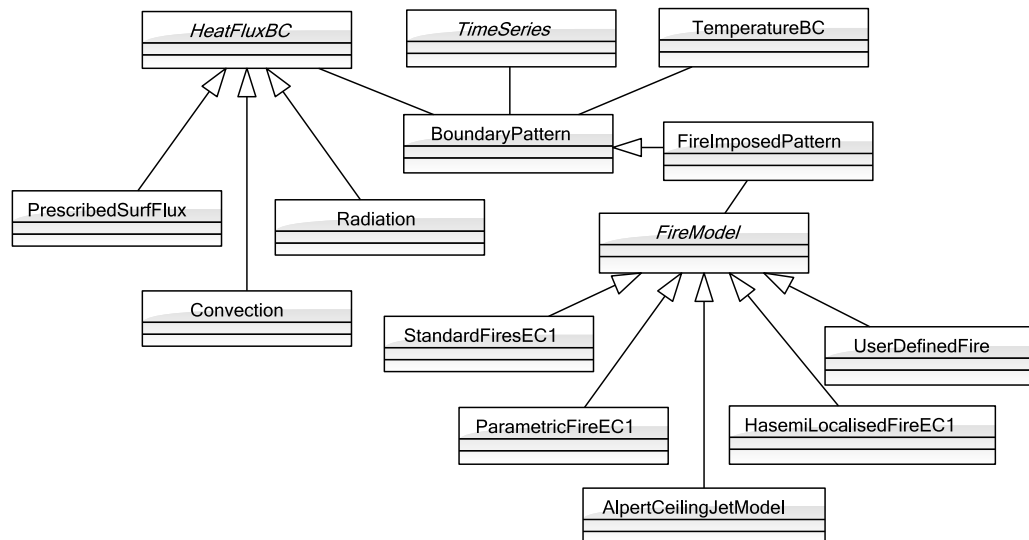 HeatFluxBC
TimeSeries
TemperatureBC
BoundaryPattern
FireImposedPattern
PrescribedSurfFlux
Radiation
FireModel
Convection
StandardFiresEC1
UserDefinedFire
ParametricFireEC1
HasemiLocalisedFireEC1
AlpertCeilingJetModel